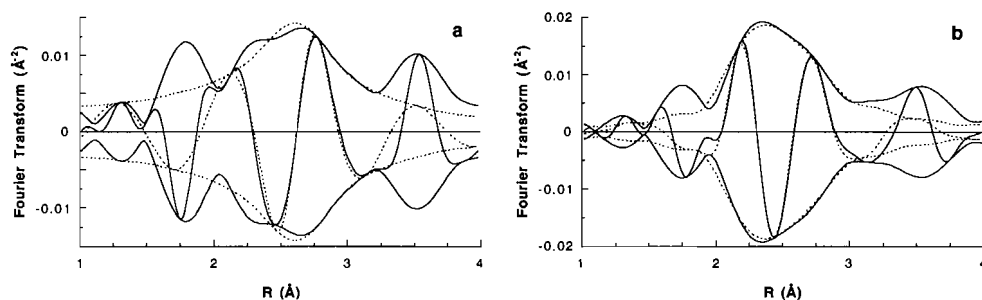 a
Fourier Transform (Å-2)
0.01
0
-0.01
1
2
3
4
R (Å)
b
Fourier Transform (Å-2)
0.02
0.01
0
-0.01
-0.02
1
2
3
4
R (Å)